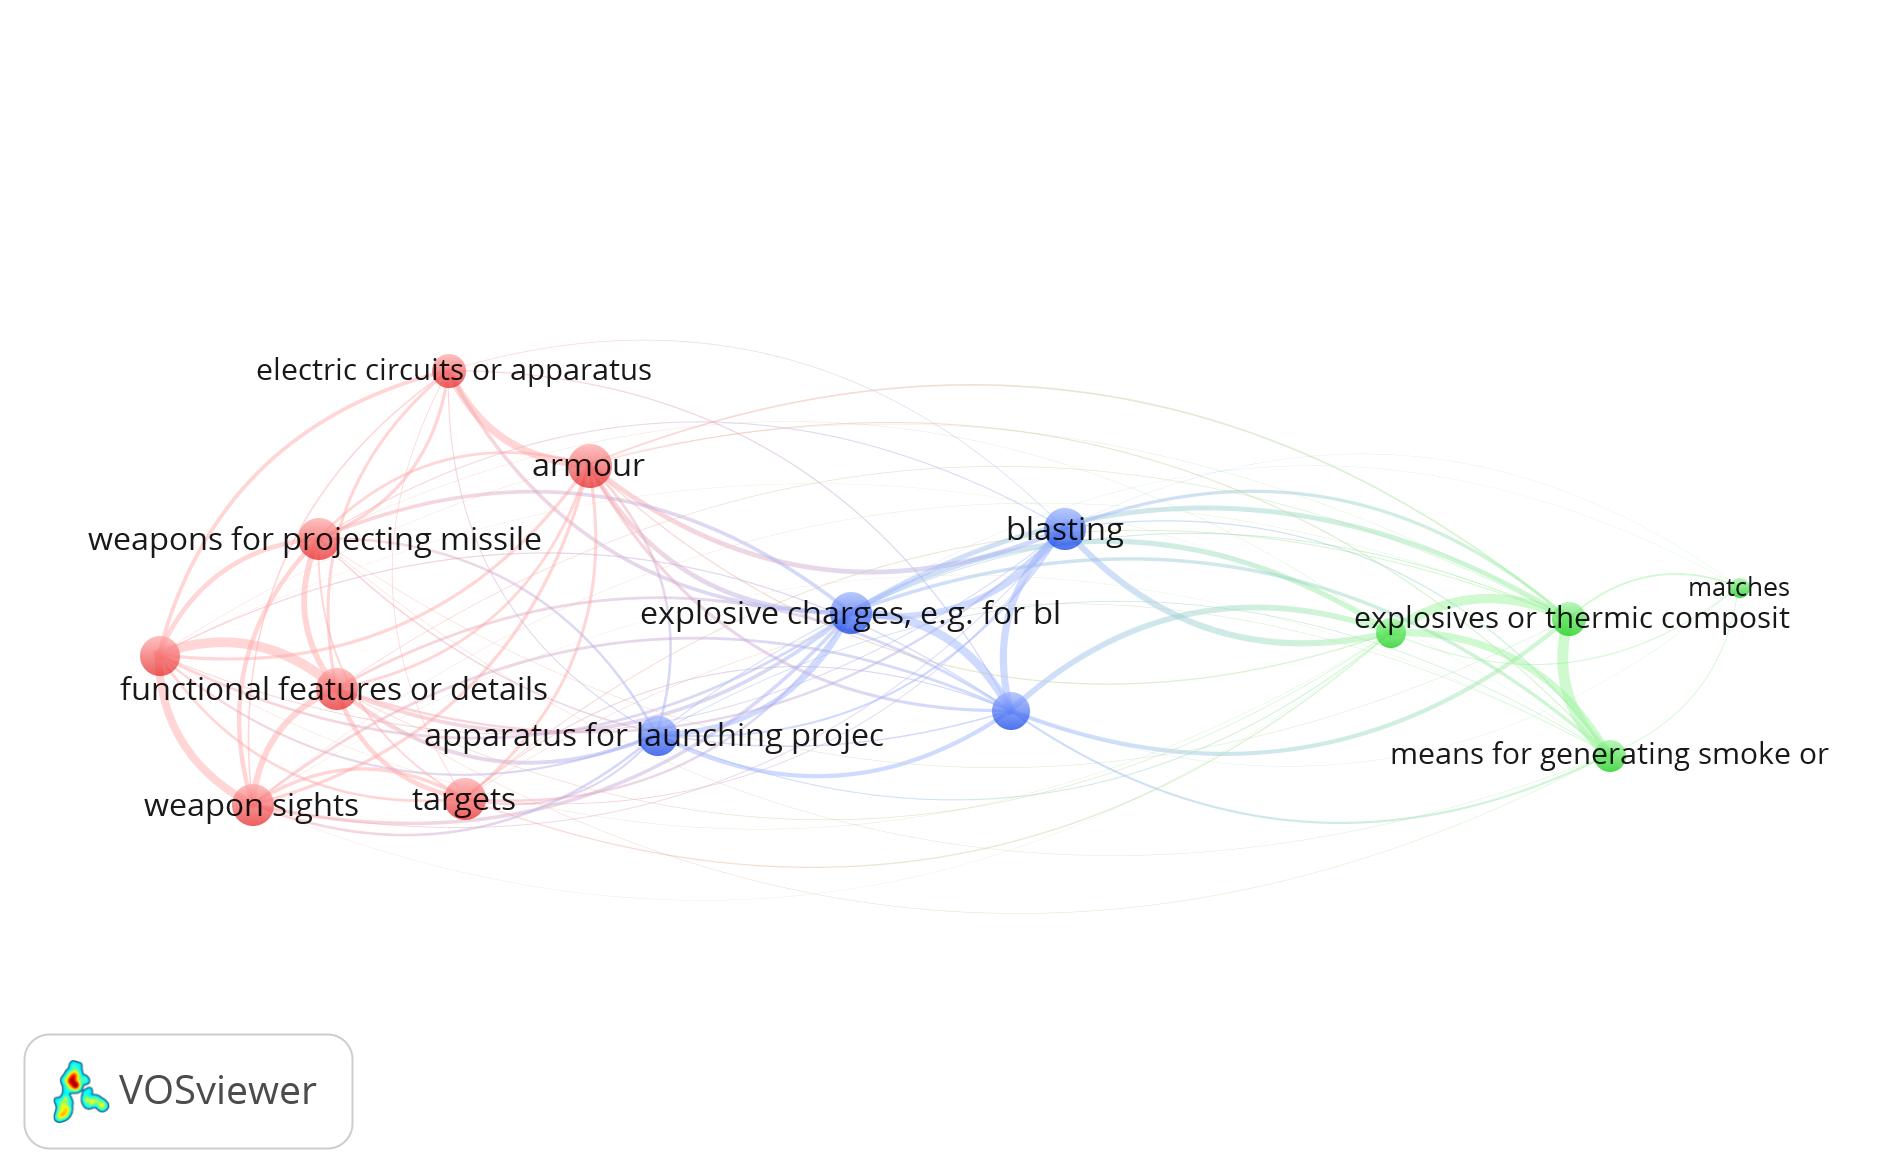 electric circuits or apparatus
armour
weapons for projecting missile
blasting
matches
explosive charges, e.g. for bl
explosives or thermic composit
functional features or details
apparatus for launching projec
means for generating smoke or
weapon sights
targets
VOSviewer